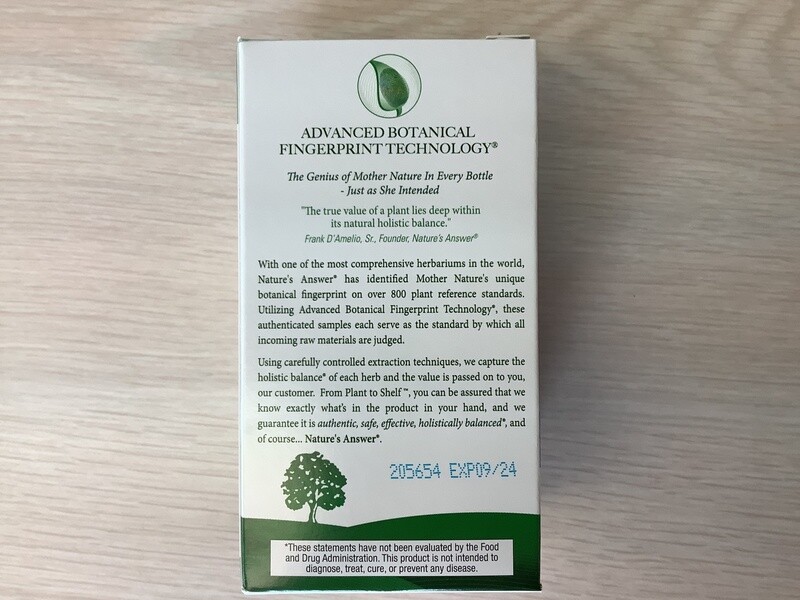 ADVANCED BOTANICAL
FINGERPRINT TECHNOLOGY®
The Genius of Mother Nature In Every Bottle
- Just as She Intended
"The true value of a plant lies deep within
its natural holistic balance."
Frank D'Amelio, Sr., Founder, Nature's Answer®
With one of the most comprehensive herbariums in the world,
Nature's Answer® has identified Mother Nature's unique
botanical fingerprint on over 800 plant reference standards.
Utilizing Advanced Botanical Fingerprint Technology®, these
authenticated samples each serve as the standard by which all
incoming raw materials are judged.
Using carefully controlled extraction techniques, we capture the
holistic balance® of each herb and the value is passed on to you,
our customer. From Plant to Shelf ™, you can be assured that we
know exactly what's in the product in your hand, and we
guarantee it is authentic, safe, effective, holistically balanced®, and
of course... Nature's Answer®.
205654 EXP09/24
*These statements have not been evaluated by the Food
and Drug Administration. This product is not intended to
diagnose, treat, cure, or prevent any disease.